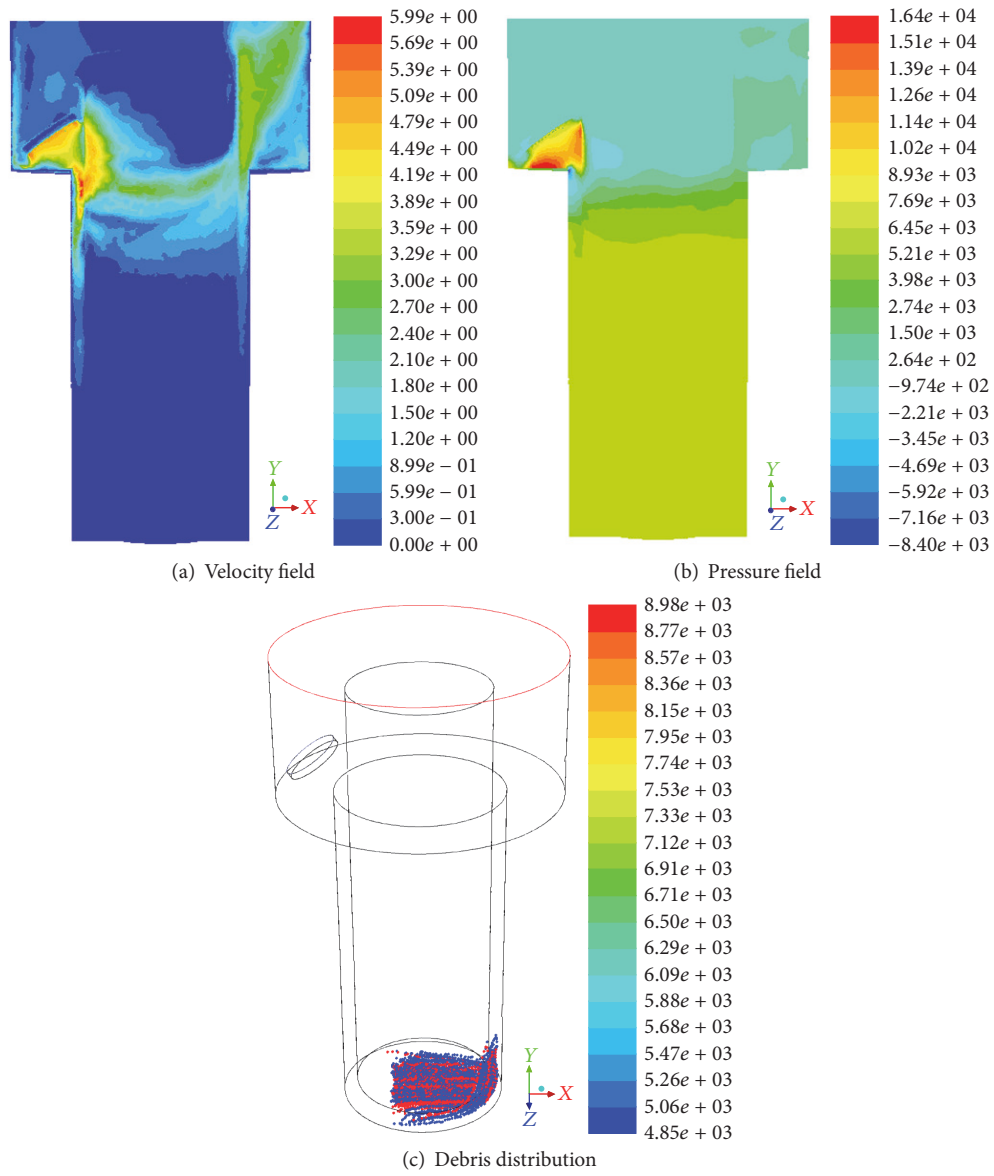 5.99e + 00
5.69e + 00
5.39e + 00
5.09e + 00
4.79e + 00
4.49e + 00
4.19e + 00
3.89e + 00
3.59e + 00
3.29e + 00
3.00e + 00
2.70e + 00
2.40e + 00
2.10e + 00
1.80e + 00
1.50e + 00
1.20e + 00
8.99e − 01
5.99e − 01
3.00e − 01
0.00e + 00
Y
X
Z
(a) Velocity field
1.64e + 04
1.51e + 04
1.39e + 04
1.26e + 04
1.14e + 04
1.02e + 04
8.93e + 03
7.69e + 03
6.45e + 03
5.21e + 03
3.98e + 03
2.74e + 03
1.50e + 03
2.64e + 02
−9.74e + 02
−2.21e + 03
−3.45e + 03
−4.69e + 03
−5.92e + 03
−7.16e + 03
−8.40e + 03
Y
X
Z
(b) Pressure field
8.98e + 03
8.77e + 03
8.57e + 03
8.36e + 03
8.15e + 03
7.95e + 03
7.74e + 03
7.53e + 03
7.33e + 03
7.12e + 03
6.91e + 03
6.71e + 03
6.50e + 03
6.29e + 03
6.09e + 03
5.88e + 03
5.68e + 03
5.47e + 03
5.26e + 03
5.06e + 03
4.85e + 03
Y
X
Z
(c) Debris distribution